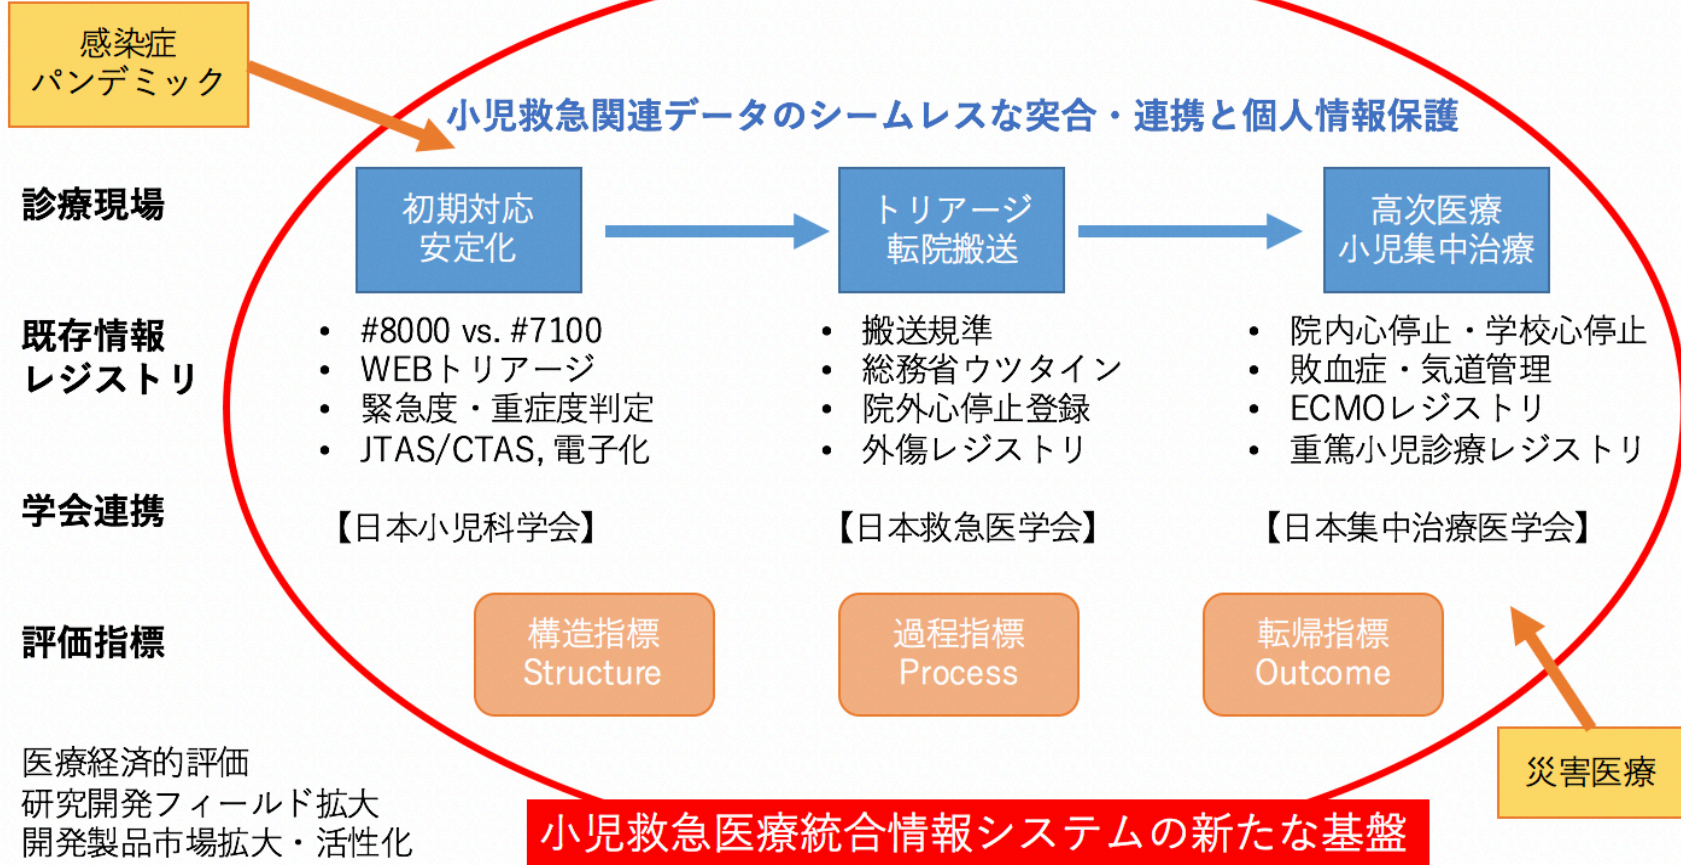 感染症
パンデミック
小児救急関連データのシームレスな突合・連携と個人情報保護
診療現場
初期対応
安定化
トリアージ
転院搬送
高次医療
小児集中治療
既存情報
レジストリ
• #8000 vs. #7100
• WEBトリアージ
• 緊急度・重症度判定
• JTAS/CTAS, 電子化
• 搬送規準
• 総務省ウツタイン
• 院外心停止登録
• 外傷レジストリ
• 院内心停止・学校心停止
• 敗血症・気道管理
• ECMOレジストリ
• 重篤小児診療レジストリ
学会連携
【日本小児科学会】
【日本救急医学会】
【日本集中治療医学会】
評価指標
構造指標
Structure
過程指標
Process
転帰指標
Outcome
災害医療
医療経済的評価
研究開発フィールド拡大
開発製品市場拡大・活性化
小児救急医療統合情報システムの新たな基盤